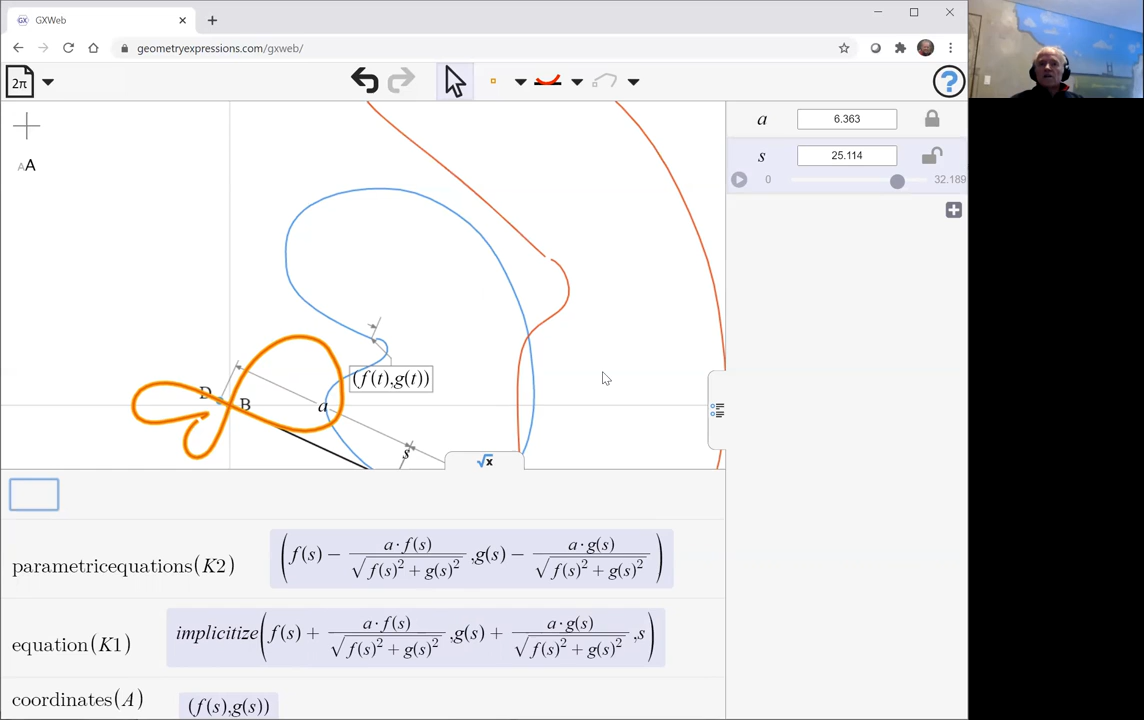 GXWeb
geometryexpressions.com/gxweb/
2π
?
AA
a 6.363
s 25.114
0 32.189
(f(t),g(t))
D
B
a
s
√x
parametricequations(K2) (f(s) − a·f(s)/√(f(s)²+g(s)²), g(s) − a·g(s)/√(f(s)²+g(s)²))
equation(K1) implicitize(f(s) + a·f(s)/√(f(s)²+g(s)²), g(s) + a·g(s)/√(f(s)²+g(s)²), s)
coordinates(A) (f(s),g(s))